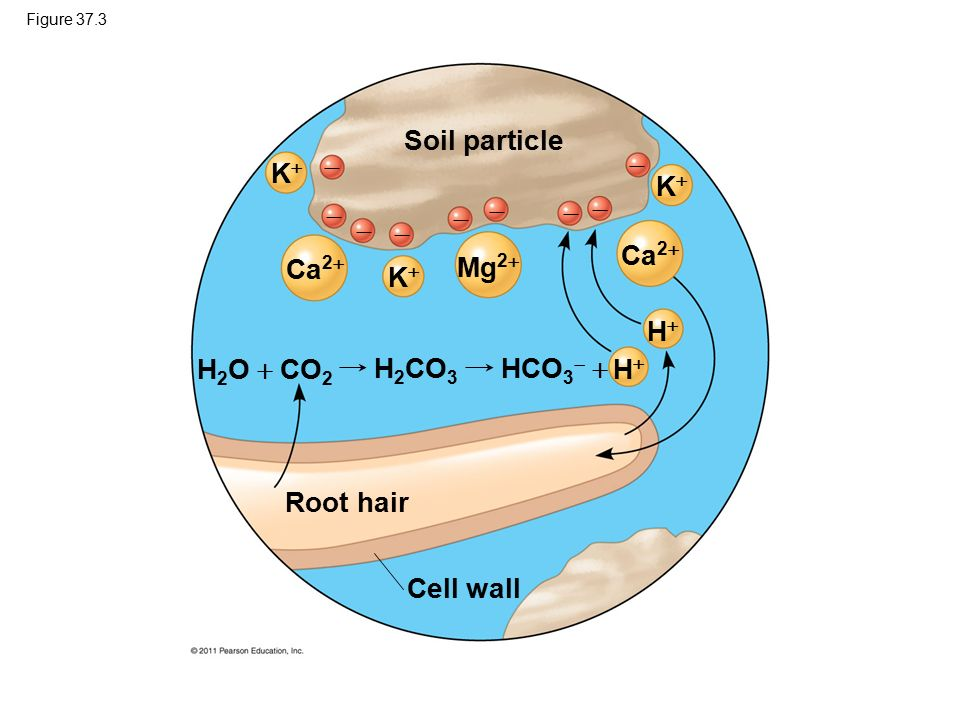 Figure 37.3
Soil particle
K⁺
K⁺
− − − − − − − − −
Ca²⁺
K⁺
Mg²⁺
Ca²⁺
H⁺
H₂O + CO₂ → H₂CO₃ → HCO₃⁻ + H⁺
Root hair
Cell wall
© 2011 Pearson Education, Inc.